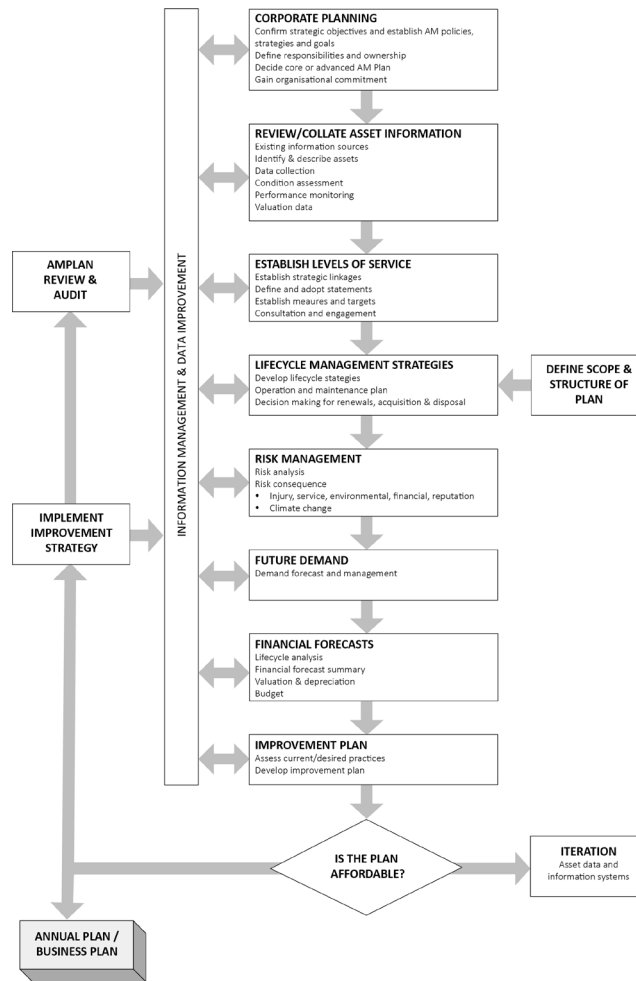 CORPORATE PLANNING
Confirm strategic objectives and establish AM policies,
strategies and goals
Define responsibilities and ownership
Decide core or advanced AM Plan
Gain organisational commitment
REVIEW/COLLATE ASSET INFORMATION
Existing information sources
Identify & describe assets
Data collection
Condition assessment
Performance monitoring
Valuation data
ESTABLISH LEVELS OF SERVICE
Establish strategic linkages
Define and adopt statements
Establish measures and targets
Consultation and engagement
LIFECYCLE MANAGEMENT STRATEGIES
Develop lifecycle stategies
Operation and maintenance plan
Decision making for renewals, acquisition & disposal
RISK MANAGEMENT
Risk analysis
Risk consequence
• Injury, service, environmental, financial, reputation
• Climate change
FUTURE DEMAND
Demand forecast and management
FINANCIAL FORECASTS
Lifecycle analysis
Financial forecast summary
Valuation & depreciation
Budget
IMPROVEMENT PLAN
Assess current/desired practices
Develop improvement plan
IS THE PLAN
AFFORDABLE?
ITERATION
Asset data and
information systems
DEFINE SCOPE &
STRUCTURE OF
PLAN
INFORMATION MANAGEMENT & DATA IMPROVEMENT
AMPLAN
REVIEW &
AUDIT
IMPLEMENT
IMPROVEMENT
STRATEGY
ANNUAL PLAN /
BUSINESS PLAN